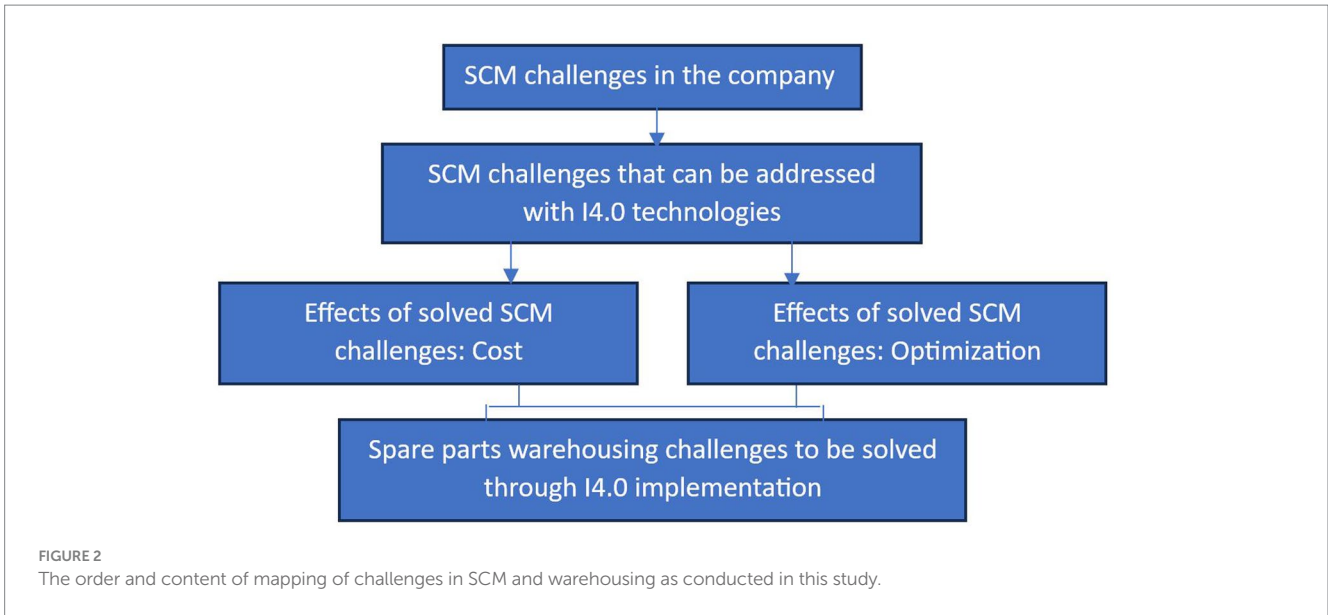 SCM challenges in the company
SCM challenges that can be addressed
with I4.0 technologies
Effects of solved SCM
challenges: Cost
Effects of solved SCM
challenges: Optimization
Spare parts warehousing challenges to be solved
through I4.0 implementation
FIGURE 2
The order and content of mapping of challenges in SCM and warehousing as conducted in this study.